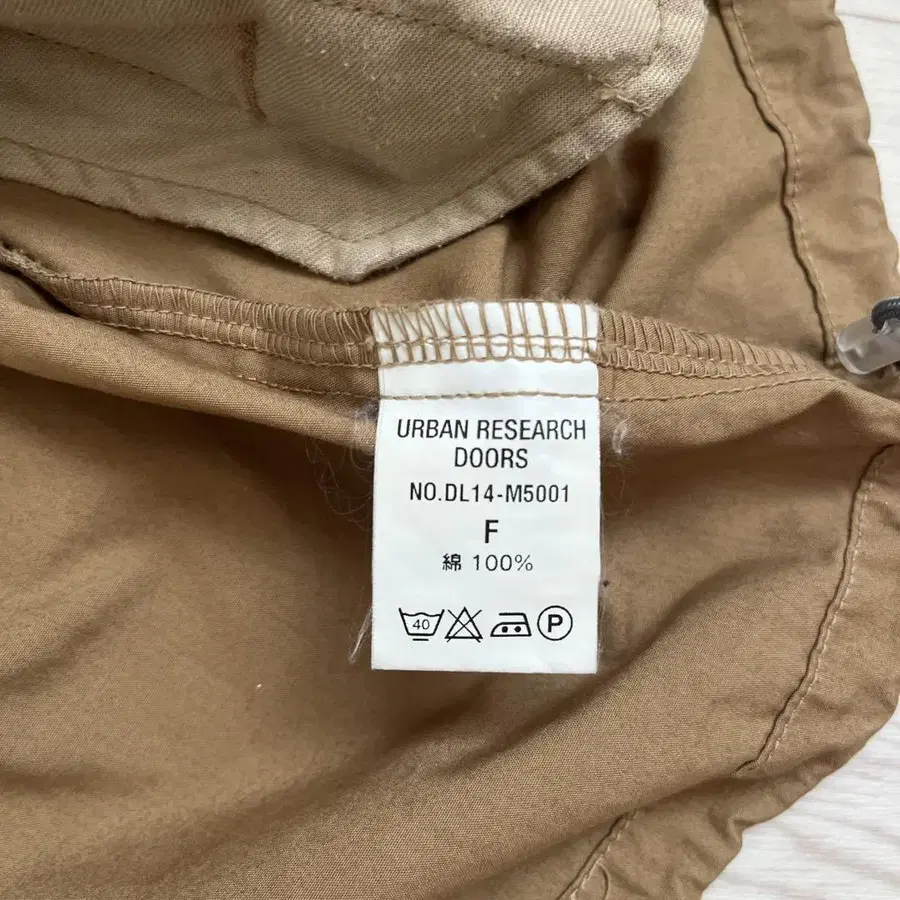 URBAN RESEARCH
DOORS
NO.DL14-M5001
F
綿 100%
40 P